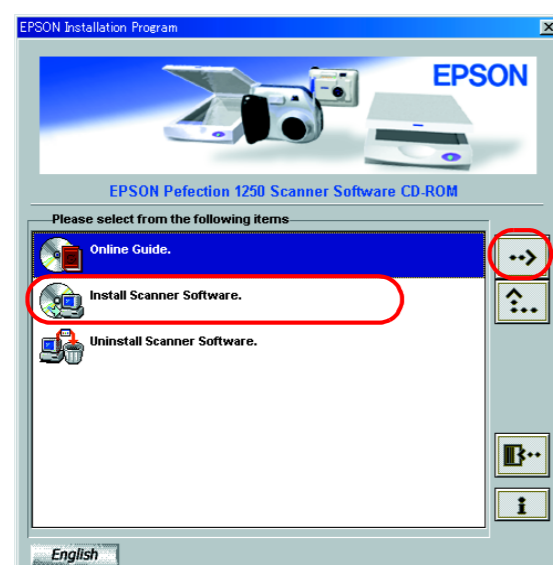 EPSON Installation Program
EPSON
EPSON Pefection 1250 Scanner Software CD-ROM
Please select from the following items
Online Guide.
Install Scanner Software.
Uninstall Scanner Software.
English